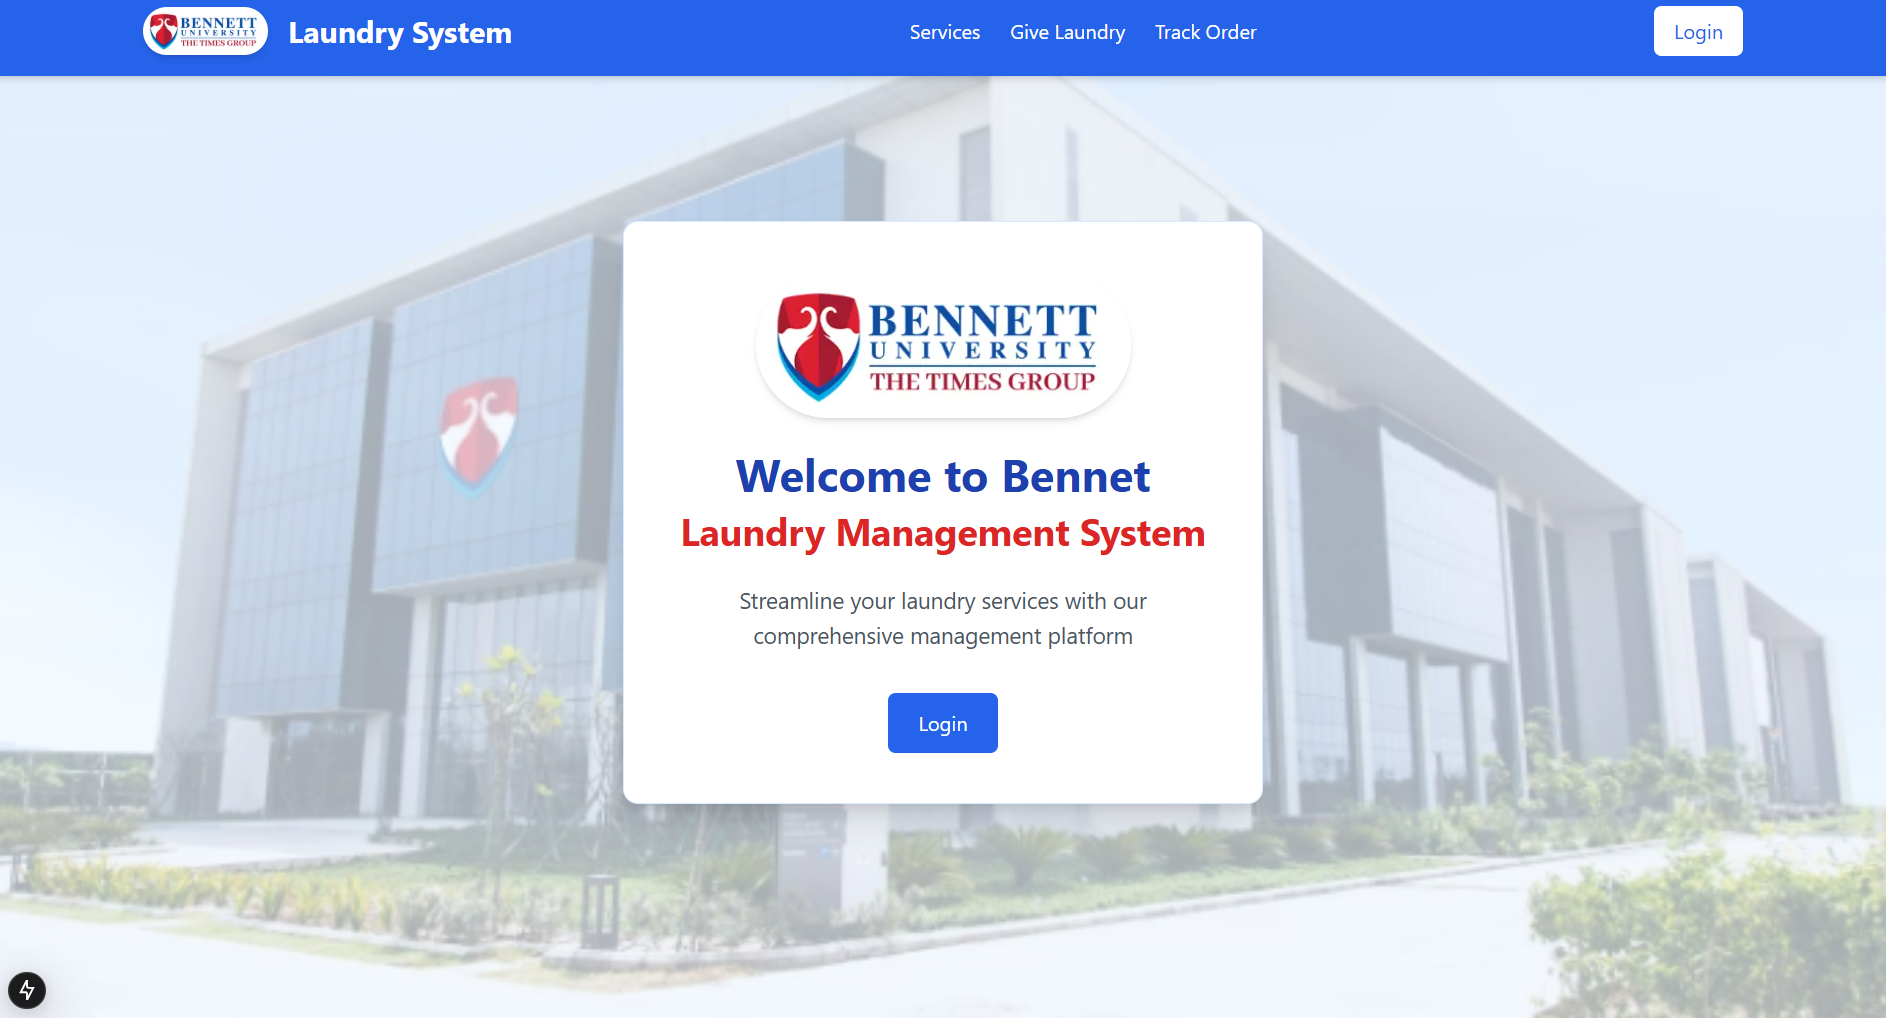 BENNETT
UNIVERSITY
THE TIMES GROUP
Laundry System
Services
Give Laundry
Track Order
Login
BENNETT
UNIVERSITY
THE TIMES GROUP
Welcome to Bennet
Laundry Management System
Streamline your laundry services with our
comprehensive management platform
Login